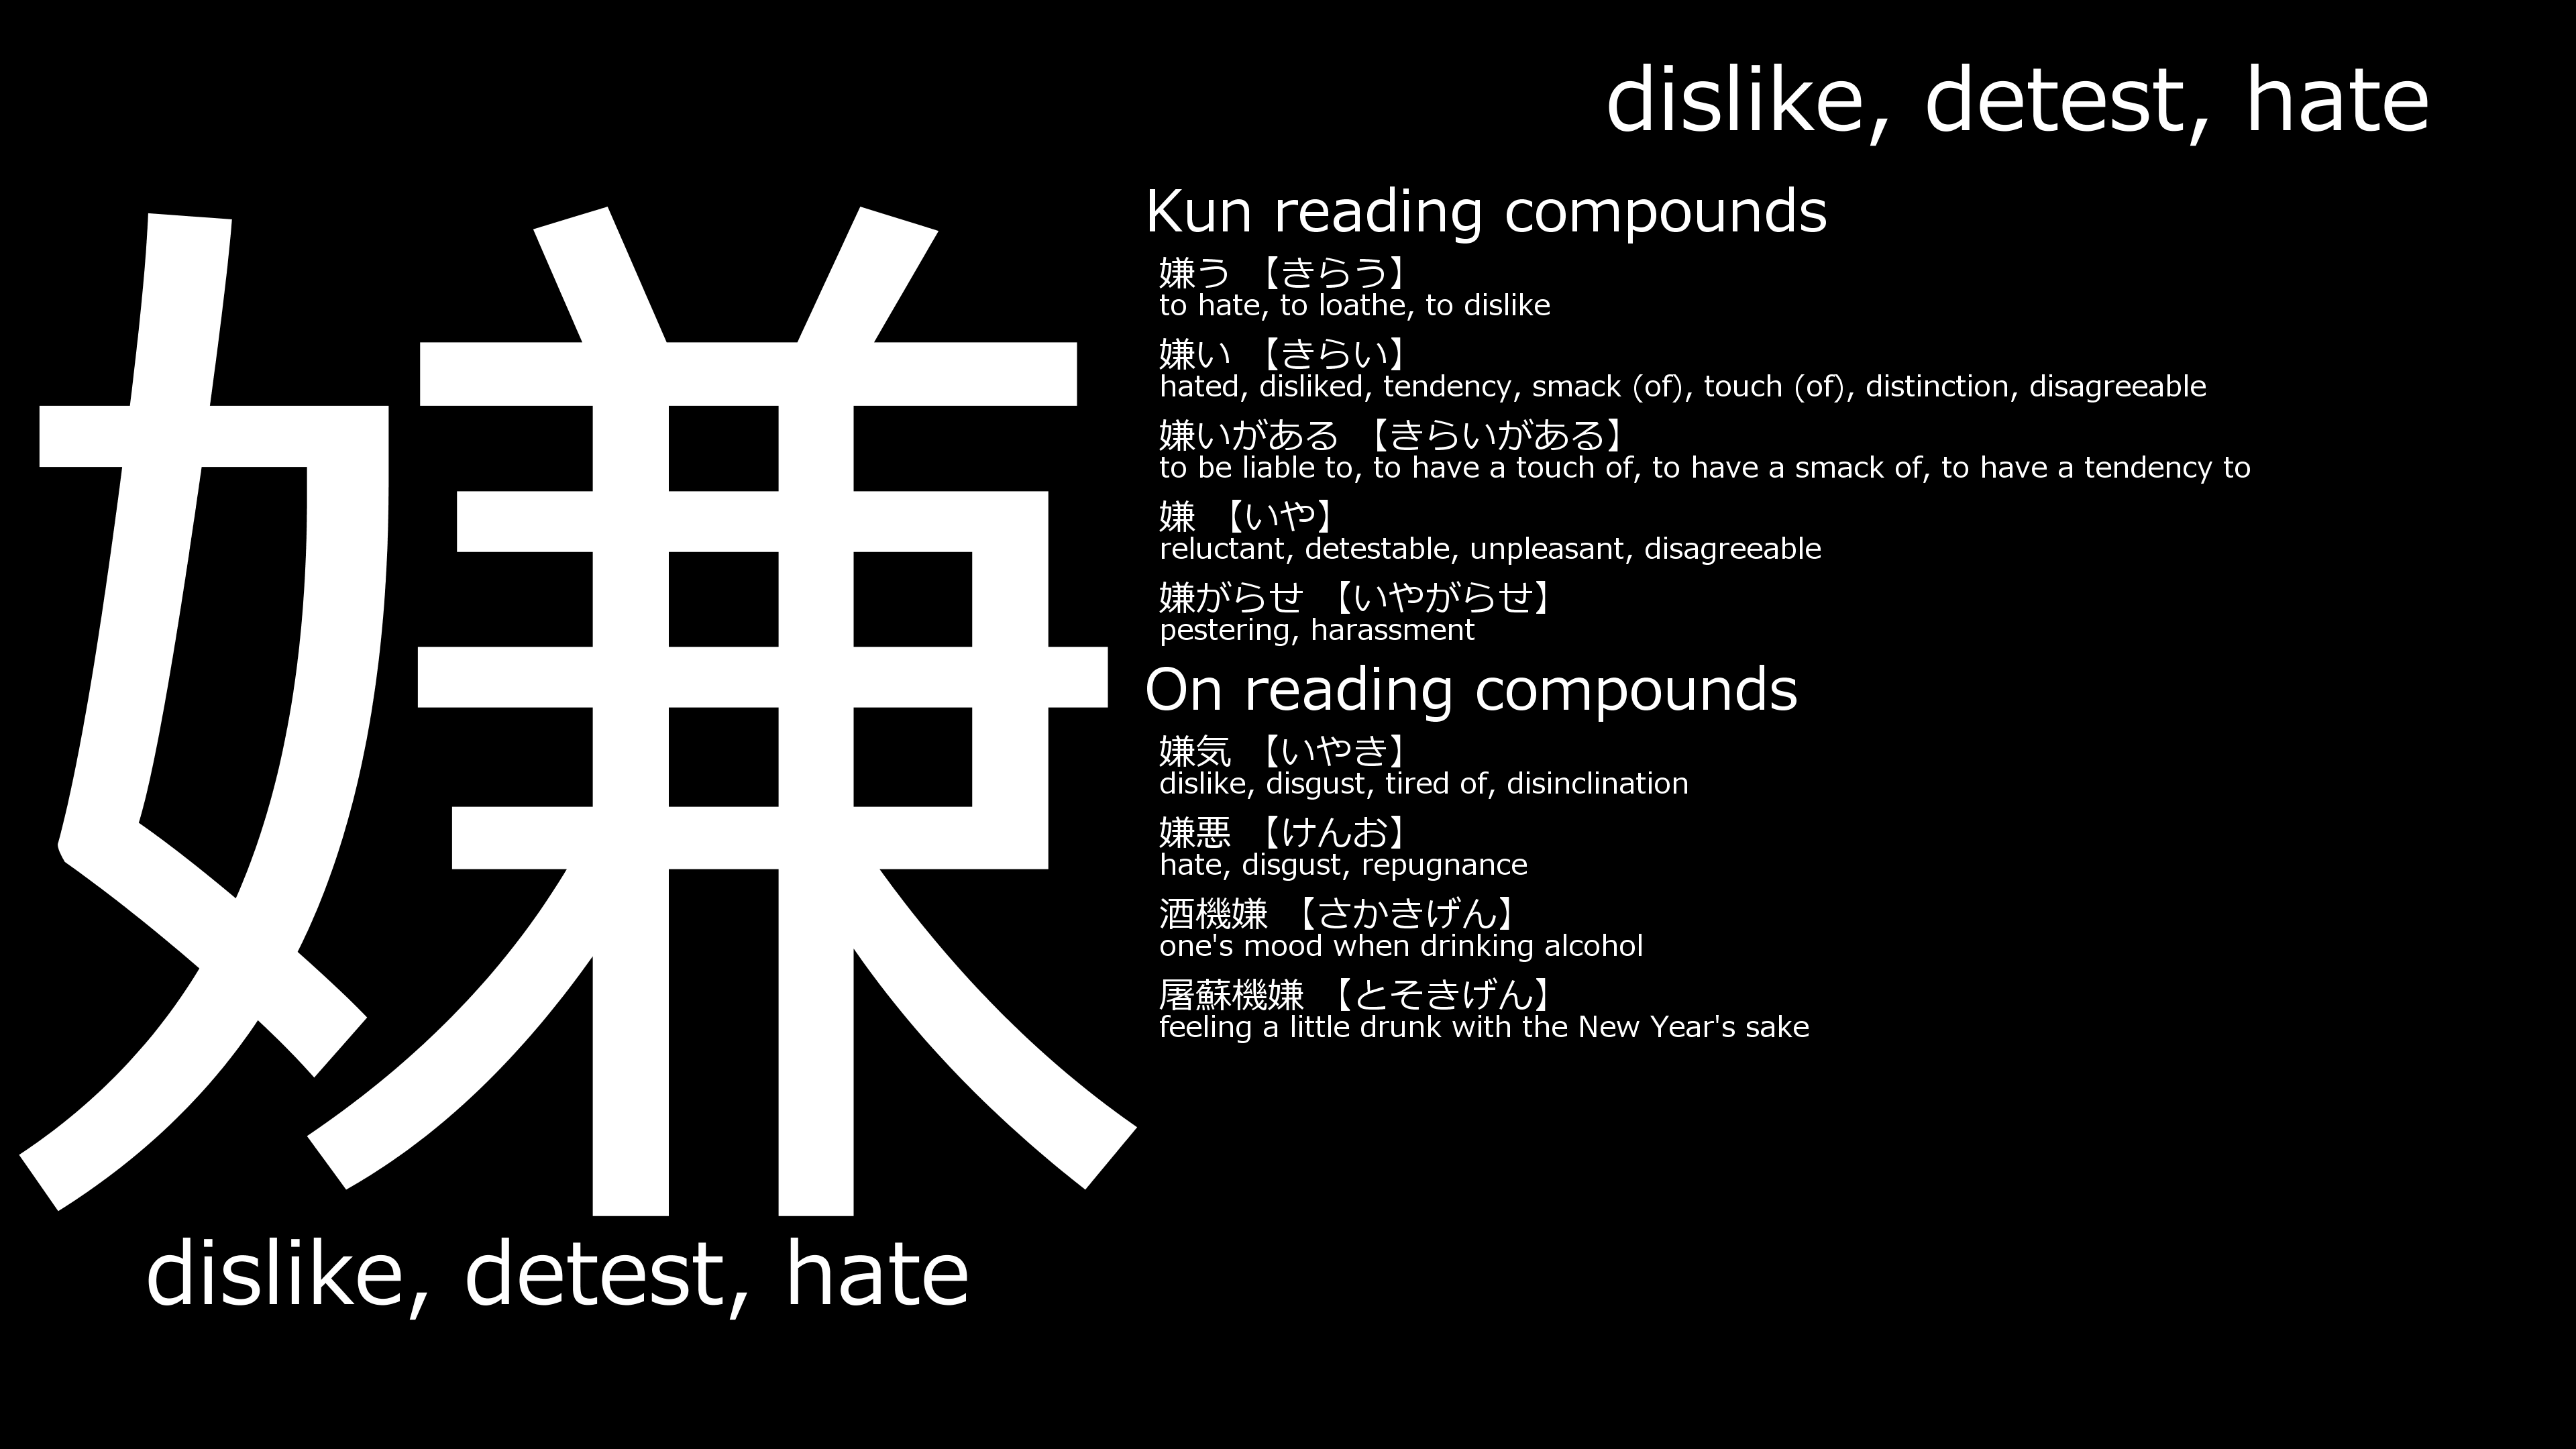 dislike, detest, hate
嫌
dislike, detest, hate
Kun reading compounds
嫌う 【きらう】
to hate, to loathe, to dislike
嫌い 【きらい】
hated, disliked, tendency, smack (of), touch (of), distinction, disagreeable
嫌いがある 【きらいがある】
to be liable to, to have a touch of, to have a smack of, to have a tendency to
嫌 【いや】
reluctant, detestable, unpleasant, disagreeable
嫌がらせ 【いやがらせ】
pestering, harassment
On reading compounds
嫌気 【いやき】
dislike, disgust, tired of, disinclination
嫌悪 【けんお】
hate, disgust, repugnance
酒機嫌 【さかきげん】
one's mood when drinking alcohol
屠蘇機嫌 【とそきげん】
feeling a little drunk with the New Year's sake